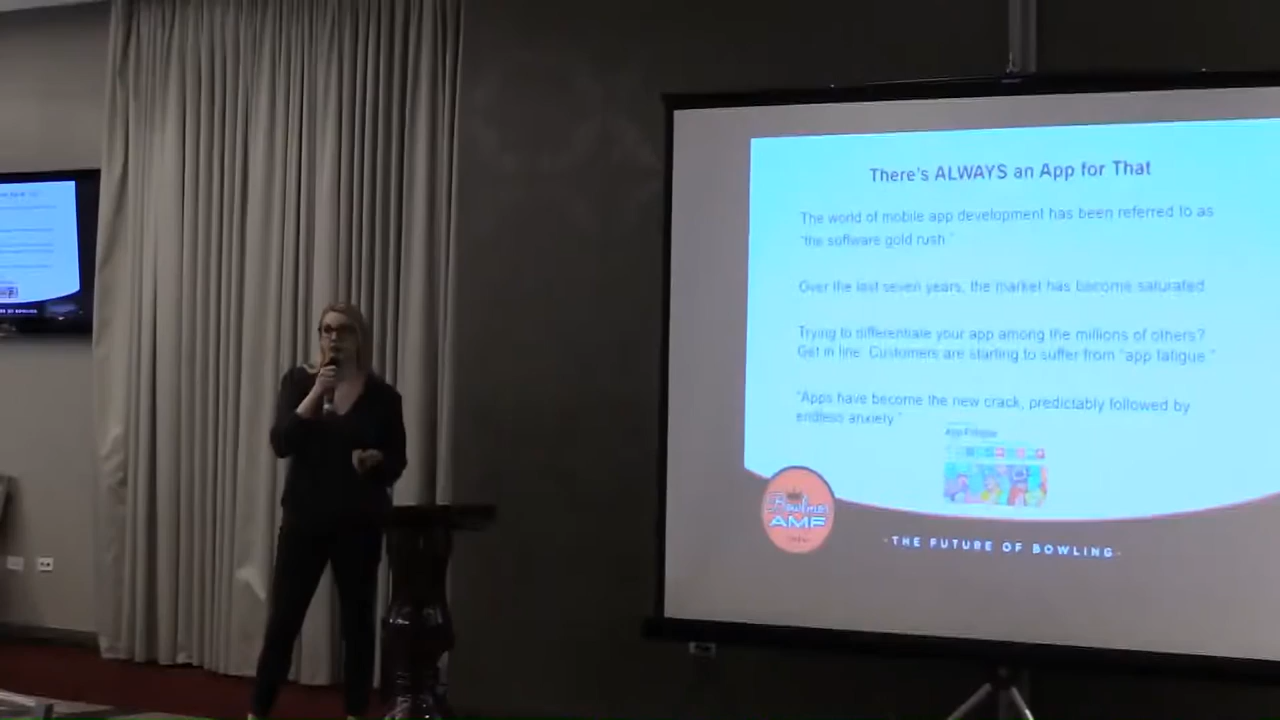 There's ALWAYS an App for That
The world of mobile app development has been referred to as
"the software gold rush."
Over the last seven years, the market has become saturated.
Trying to differentiate your app among the millions of others?
Get in line. Customers are starting to suffer from "app fatigue."
"Apps have become the new crack, predictably followed by
endless anxiety."
App Fatigue
Bowlmor
AMF
THE FUTURE OF BOWLING